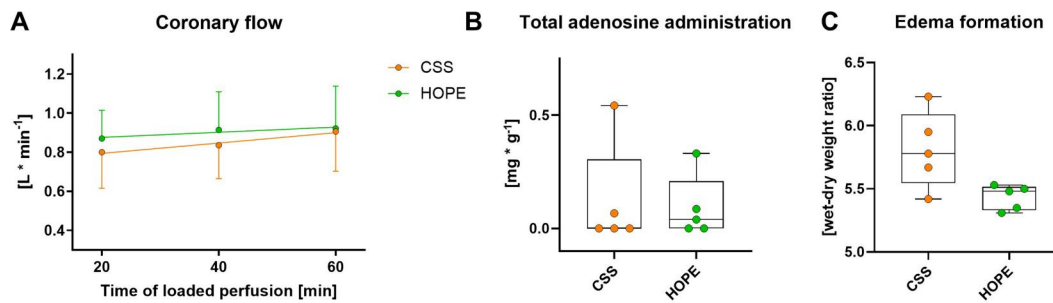 A Coronary flow
[L * min-1]
1.2
1.0
0.8
0.6
0.4
20 40 60
Time of loaded perfusion [min]
CSS
HOPE
B Total adenosine administration
[mg * g-1]
0.5
0.0
CSS HOPE
C Edema formation
[wet-dry weight ratio]
6.5
6.0
5.5
5.0
CSS HOPE